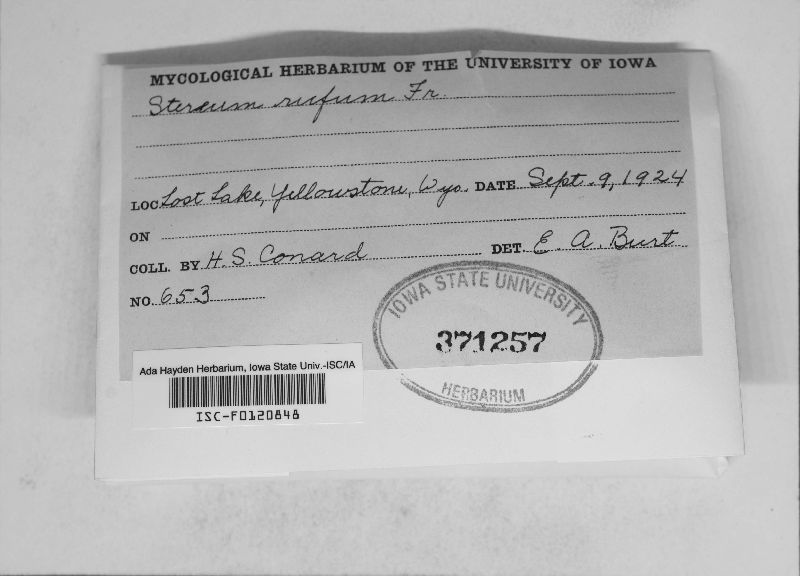 MYCOLOGICAL HERBARIUM OF THE UNIVERSITY OF IOWA
Stereum rufum Fr.
LOC Lost Lake, Yellowstone, Wyo. DATE Sept. 9, 1924
ON
COLL. BY H. S. Conard DET. E. A. Burt
NO. 653
IOWA STATE UNIVERSITY
371257
HERBARIUM
Ada Hayden Herbarium, Iowa State Univ.-ISC/IA
ISC-F0120848